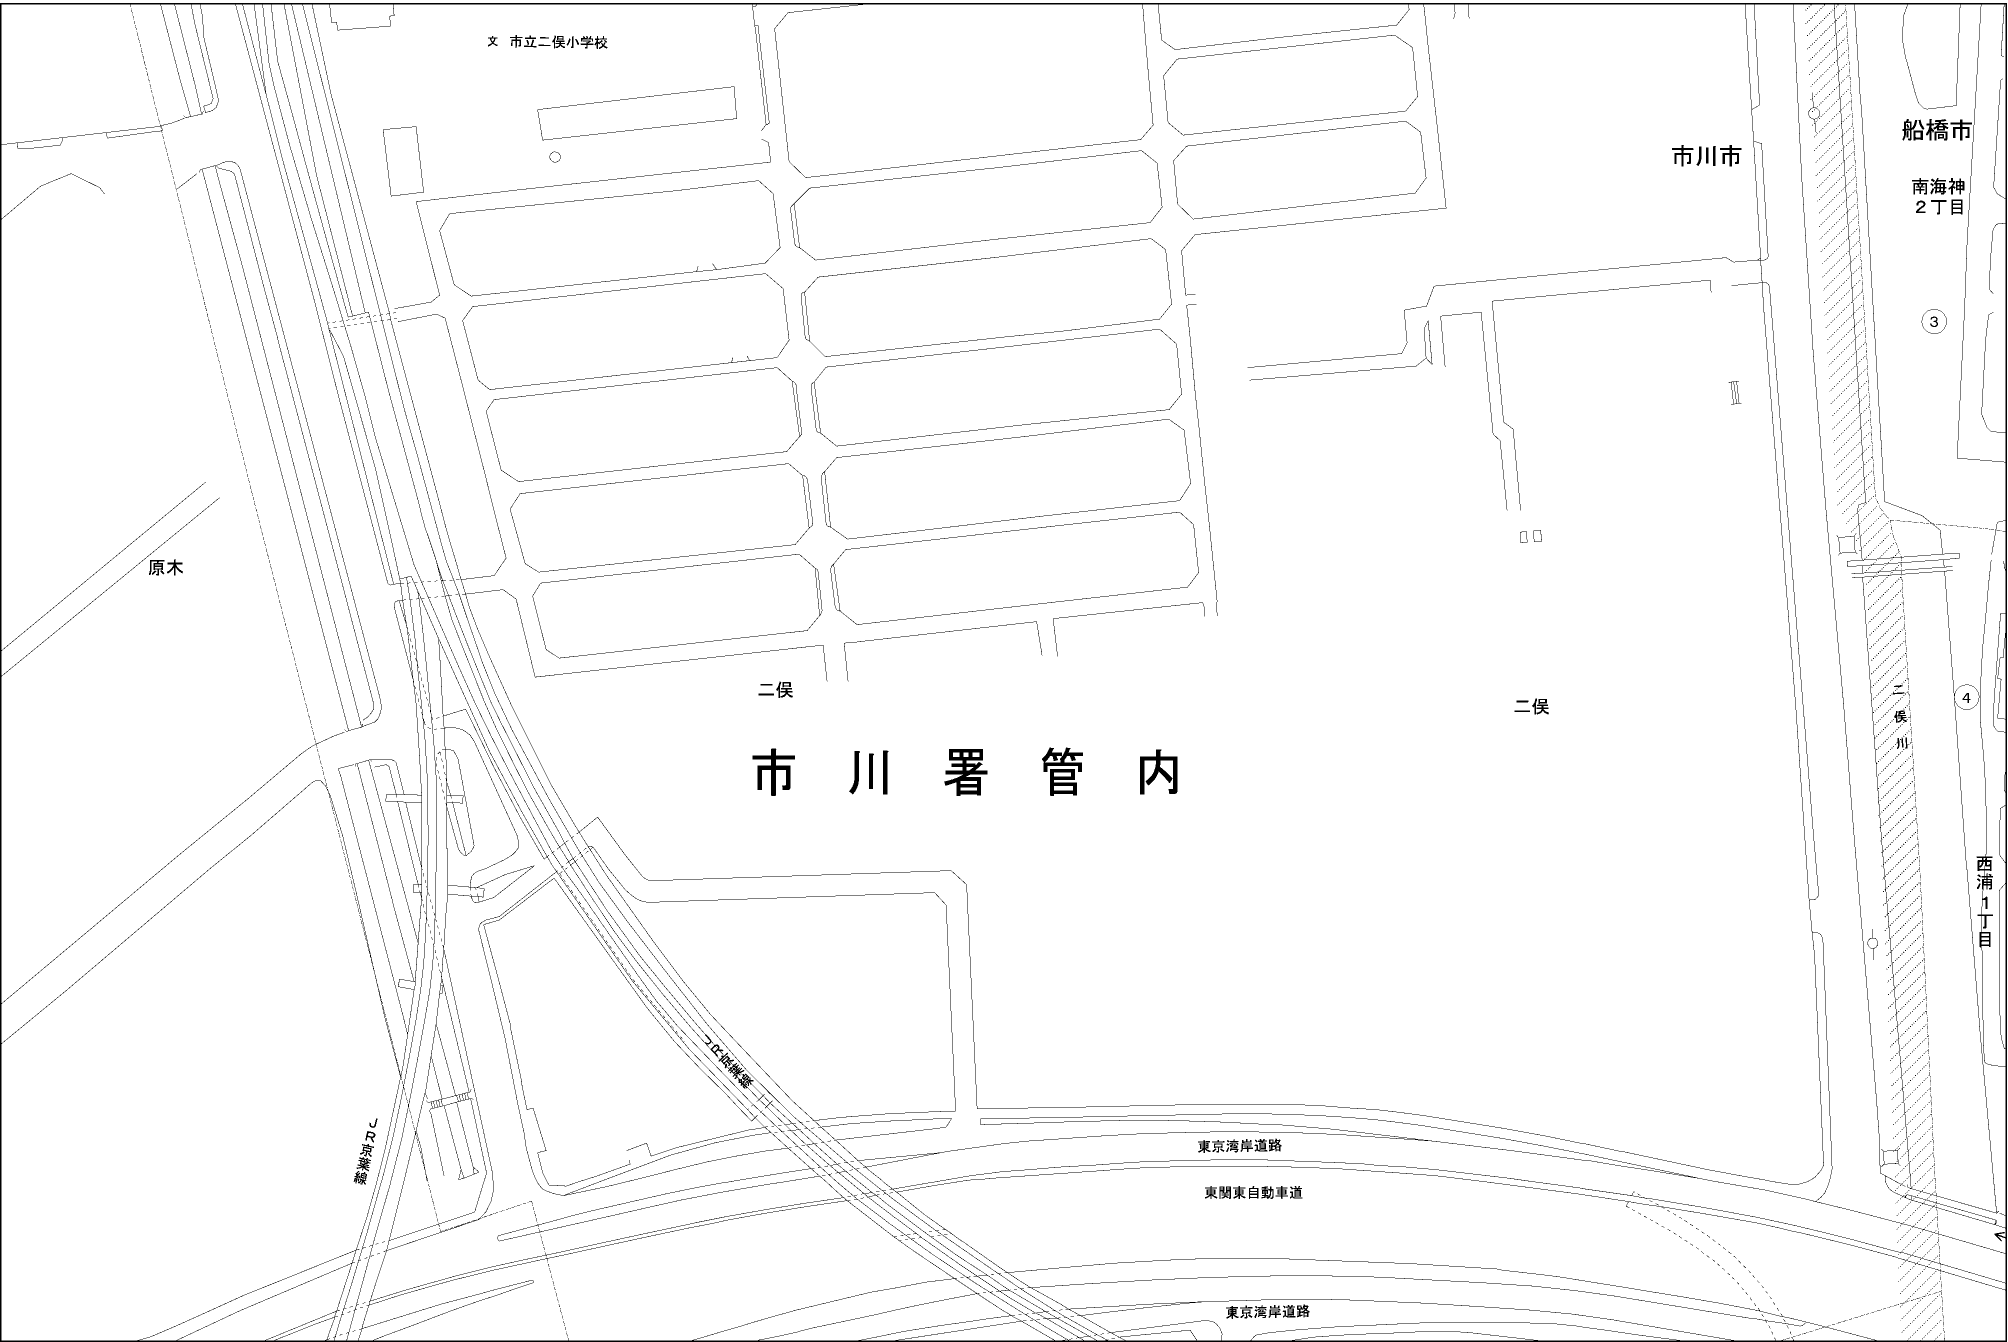 文 市立二俣小学校
船橋市
市川市
南海神
２丁目
3
原木
二俣
二俣
4
二俣川
市川署管内
西浦１丁目
ＪＲ京葉線
ＪＲ京葉線
東京湾岸道路
東関東自動車道
東京湾岸道路